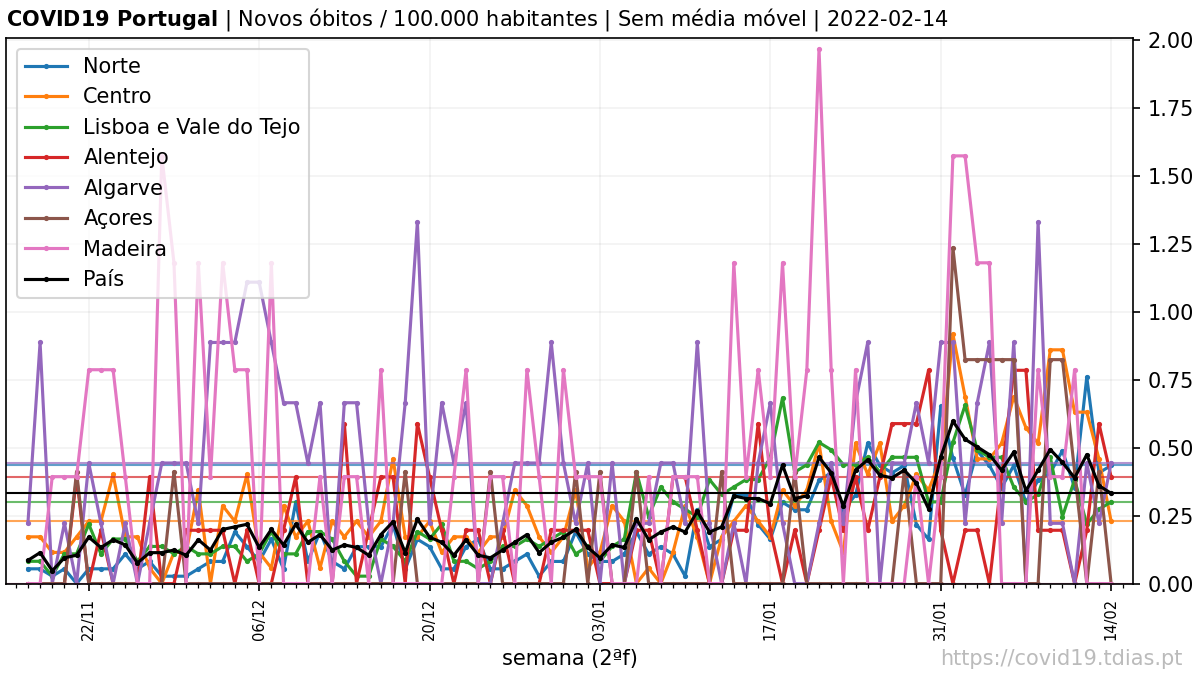 COVID19 Portugal | Novos óbitos / 100.000 habitantes | Sem média móvel | 2022-02-14
Norte
Centro
Lisboa e Vale do Tejo
Alentejo
Algarve
Açores
Madeira
País
2.00
1.75
1.50
1.25
1.00
0.75
0.50
0.25
0.00
22/11
06/12
20/12
03/01
17/01
31/01
14/02
semana (2ªf)
https://covid19.tdias.pt